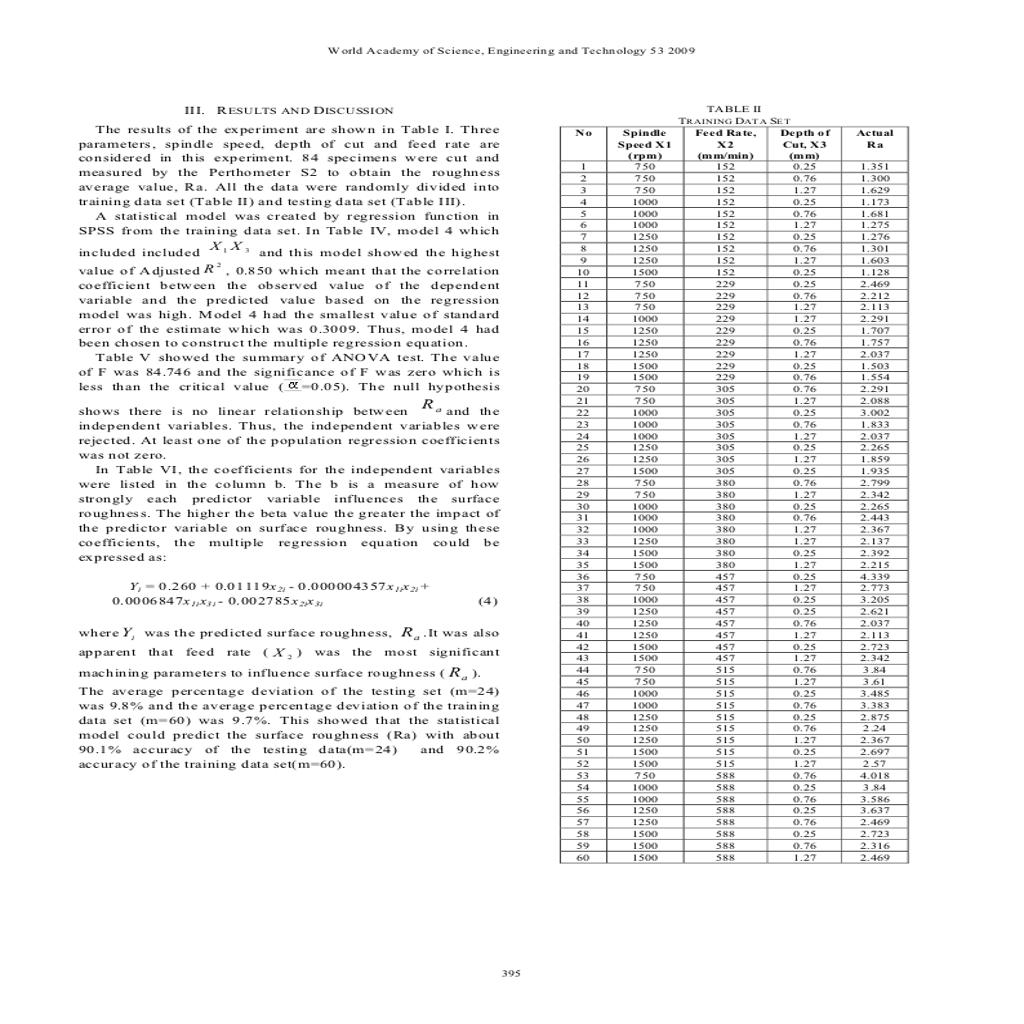 World Academy of Science, Engineering and Technology 53 2009
III. RESULTS AND DISCUSSION
The results of the experiment are shown in Table I. Three
parameters, spindle speed, depth of cut and feed rate are
considered in this experiment. 84 specimens were cut and
measured by the Perthometer S2 to obtain the roughness
average value, Ra. All the data were randomly divided into
training data set (Table II) and testing data set (Table III).
A statistical model was created by regression function in
SPSS from the training data set. In Table IV, model 4 which
included included X₁X₃ and this model showed the highest
value of Adjusted R², 0.850 which meant that the correlation
coefficient between the observed value of the dependent
variable and the predicted value based on the regression
model was high. Model 4 had the smallest value of standard
error of the estimate which was 0.3009. Thus, model 4 had
been chosen to construct the multiple regression equation.
Table V showed the summary of ANOVA test. The value
of F was 84.746 and the significance of F was zero which is
less than the critical value (α=0.05). The null hypothesis
shows there is no linear relationship between Rₐ and the
independent variables. Thus, the independent variables were
rejected. At least one of the population regression coefficients
was not zero.
In Table VI, the coefficients for the independent variables
were listed in the column b. The b is a measure of how
strongly each predictor variable influences the surface
roughness. The higher the beta value the greater the impact of
the predictor variable on surface roughness. By using these
coefficients, the multiple regression equation could be
expressed as:
Yᵢ = 0.260 + 0.01119x₂ᵢ - 0.000004357x₁ᵢx₂ᵢ +
0.0006847x₁ᵢx₃ᵢ - 0.002785x₂ᵢx₃ᵢ (4)
where Yᵢ was the predicted surface roughness, Rₐ.It was also
apparent that feed rate (X₂) was the most significant
machining parameters to influence surface roughness (Rₐ).
The average percentage deviation of the testing set (m=24)
was 9.8% and the average percentage deviation of the training
data set (m=60) was 9.7%. This showed that the statistical
model could predict the surface roughness (Ra) with about
90.1% accuracy of the testing data(m=24) and 90.2%
accuracy of the training data set(m=60).
TABLE II
TRAINING DATA SET
No Spindle Feed Rate, Depth of Actual
Speed X1 X2 Cut, X3 Ra
(rpm) (mm/min) (mm)
1 750 152 0.25 1.351
2 750 152 0.76 1.300
3 750 152 1.27 1.629
4 1000 152 0.25 1.173
5 1000 152 0.76 1.681
6 1000 152 1.27 1.275
7 1250 152 0.25 1.276
8 1250 152 0.76 1.301
9 1250 152 1.27 1.603
10 1500 152 0.25 1.128
11 750 229 0.25 2.469
12 750 229 0.76 2.212
13 750 229 1.27 2.113
14 1000 229 1.27 2.291
15 1250 229 0.25 1.707
16 1250 229 0.76 1.757
17 1250 229 1.27 2.037
18 1500 229 0.25 1.503
19 1500 229 0.76 1.554
20 750 305 0.76 2.291
21 750 305 1.27 2.088
22 1000 305 0.25 3.002
23 1000 305 0.76 1.833
24 1000 305 1.27 2.037
25 1250 305 0.25 2.265
26 1250 305 1.27 1.859
27 1500 305 0.25 1.935
28 750 380 0.76 2.799
29 750 380 1.27 2.342
30 1000 380 0.25 2.265
31 1000 380 0.76 2.443
32 1000 380 1.27 2.367
33 1250 380 1.27 2.137
34 1500 380 0.25 2.392
35 1500 380 1.27 2.215
36 750 457 0.25 4.339
37 750 457 1.27 2.773
38 1000 457 0.25 3.205
39 1250 457 0.25 2.621
40 1250 457 0.76 2.037
41 1250 457 1.27 2.113
42 1500 457 0.25 2.723
43 1500 457 1.27 2.342
44 750 515 0.76 3.84
45 750 515 1.27 3.61
46 1000 515 0.25 3.485
47 1000 515 0.76 3.383
48 1250 515 0.25 2.875
49 1250 515 0.76 2.24
50 1250 515 1.27 2.367
51 1500 515 0.25 2.697
52 1500 515 1.27 2.57
53 750 588 0.76 4.018
54 1000 588 0.25 3.84
55 1000 588 0.76 3.586
56 1250 588 0.25 3.637
57 1250 588 0.76 2.469
58 1500 588 0.25 2.723
59 1500 588 0.76 2.316
60 1500 588 1.27 2.469
395